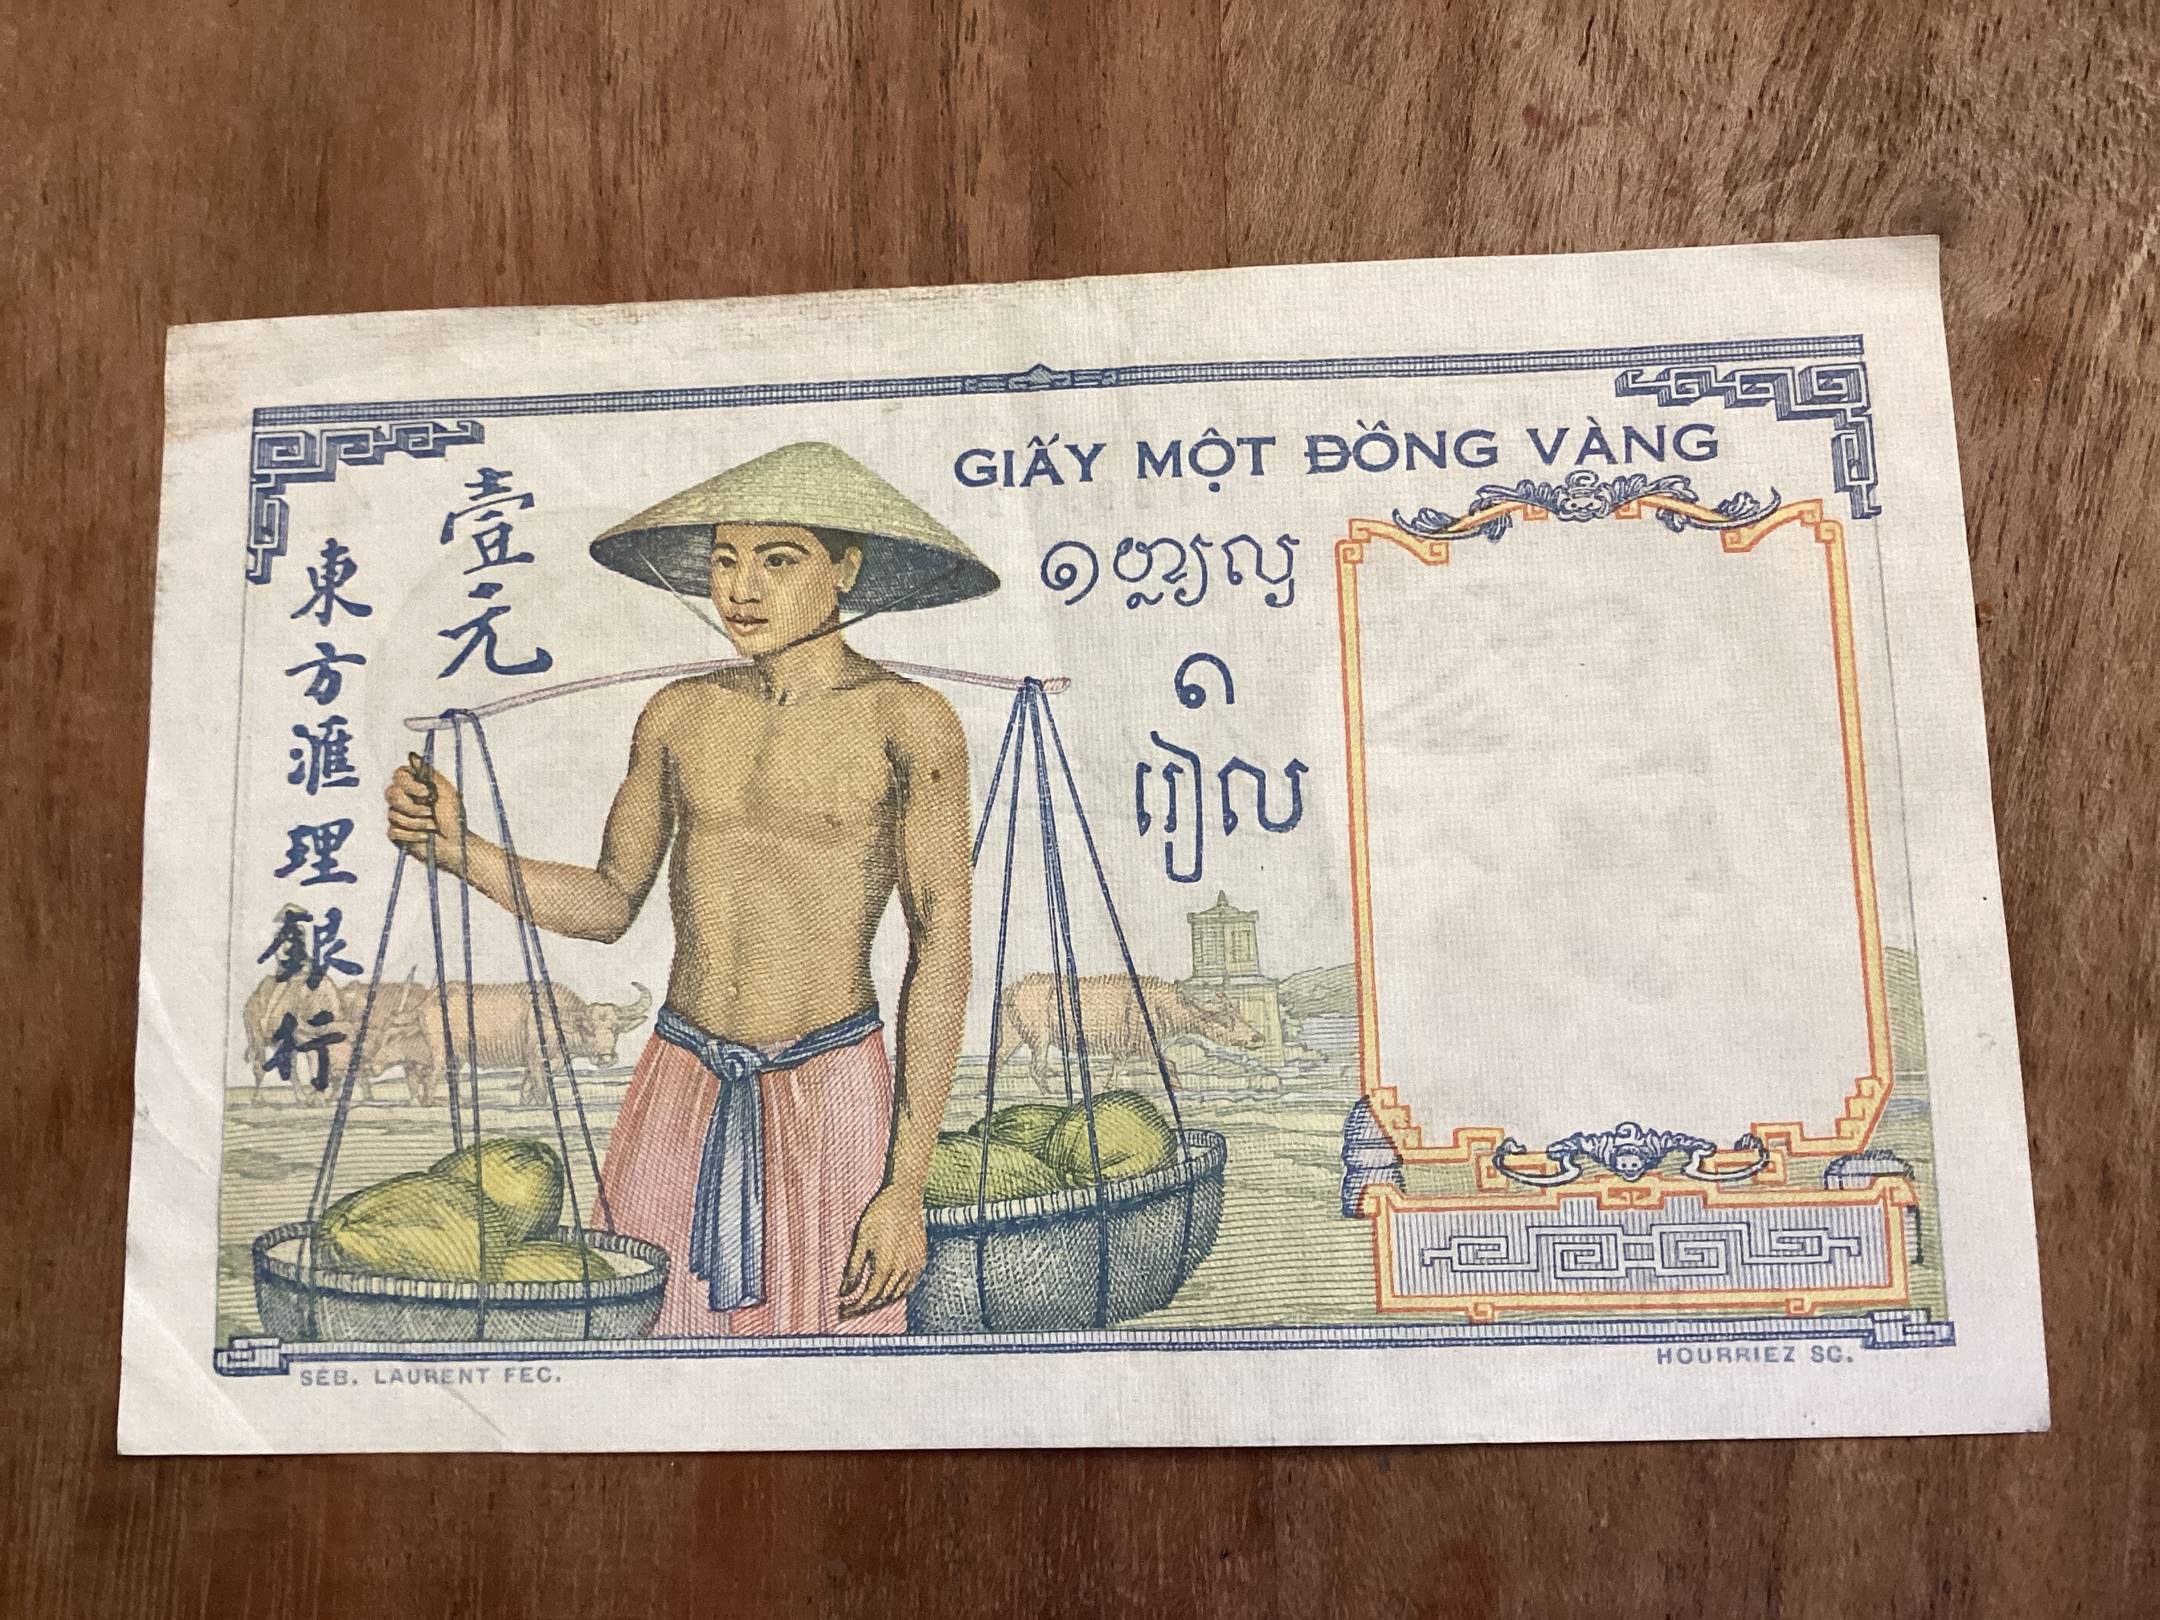 東方滙理銀行
壹元
GIẤY MỘT ĐỒNG VÀNG
១
រៀល
SÉB. LAURENT FEC.
HOURRIEZ SC.